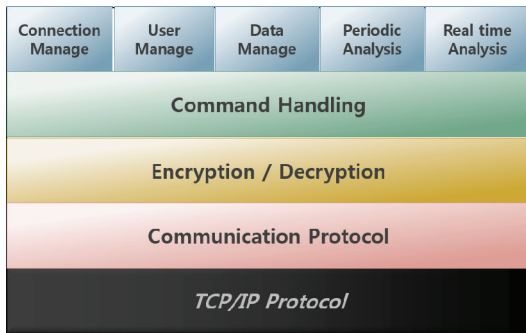 Connection Manage
User Manage
Data Manage
Periodic Analysis
Real time Analysis
Command Handling
Encryption / Decryption
Communication Protocol
TCP/IP Protocol